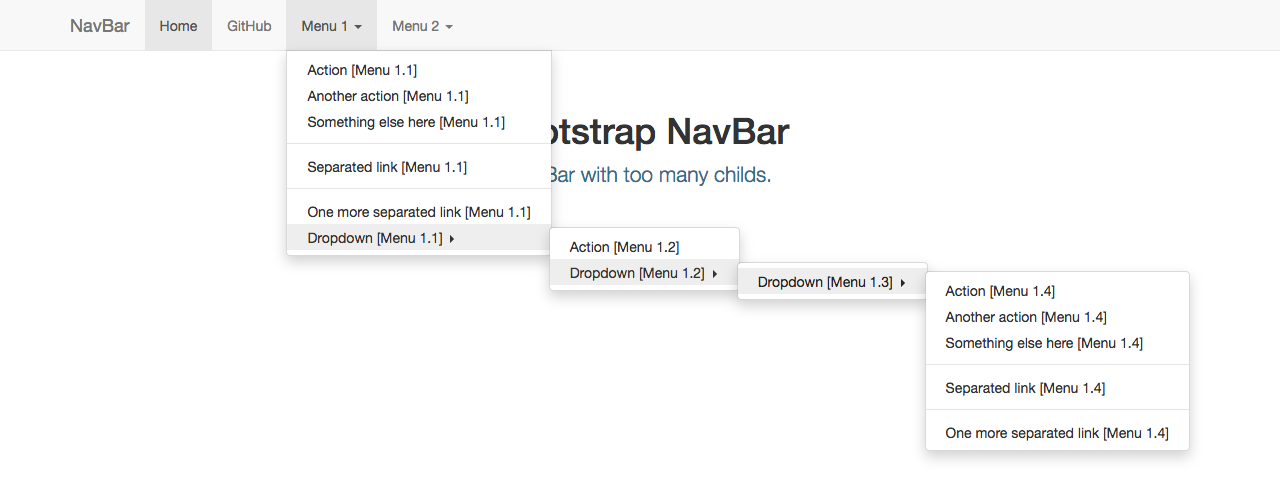 NavBar Home GitHub Menu 1 Menu 2
Action [Menu 1.1]
Another action [Menu 1.1]
Something else here [Menu 1.1]
Separated link [Menu 1.1]
One more separated link [Menu 1.1]
Dropdown [Menu 1.1]
NavBar
with too many childs.
Action [Menu 1.2]
Dropdown [Menu 1.2]
Dropdown [Menu 1.3]
Action [Menu 1.4]
Another action [Menu 1.4]
Something else here [Menu 1.4]
Separated link [Menu 1.4]
One more separated link [Menu 1.4]